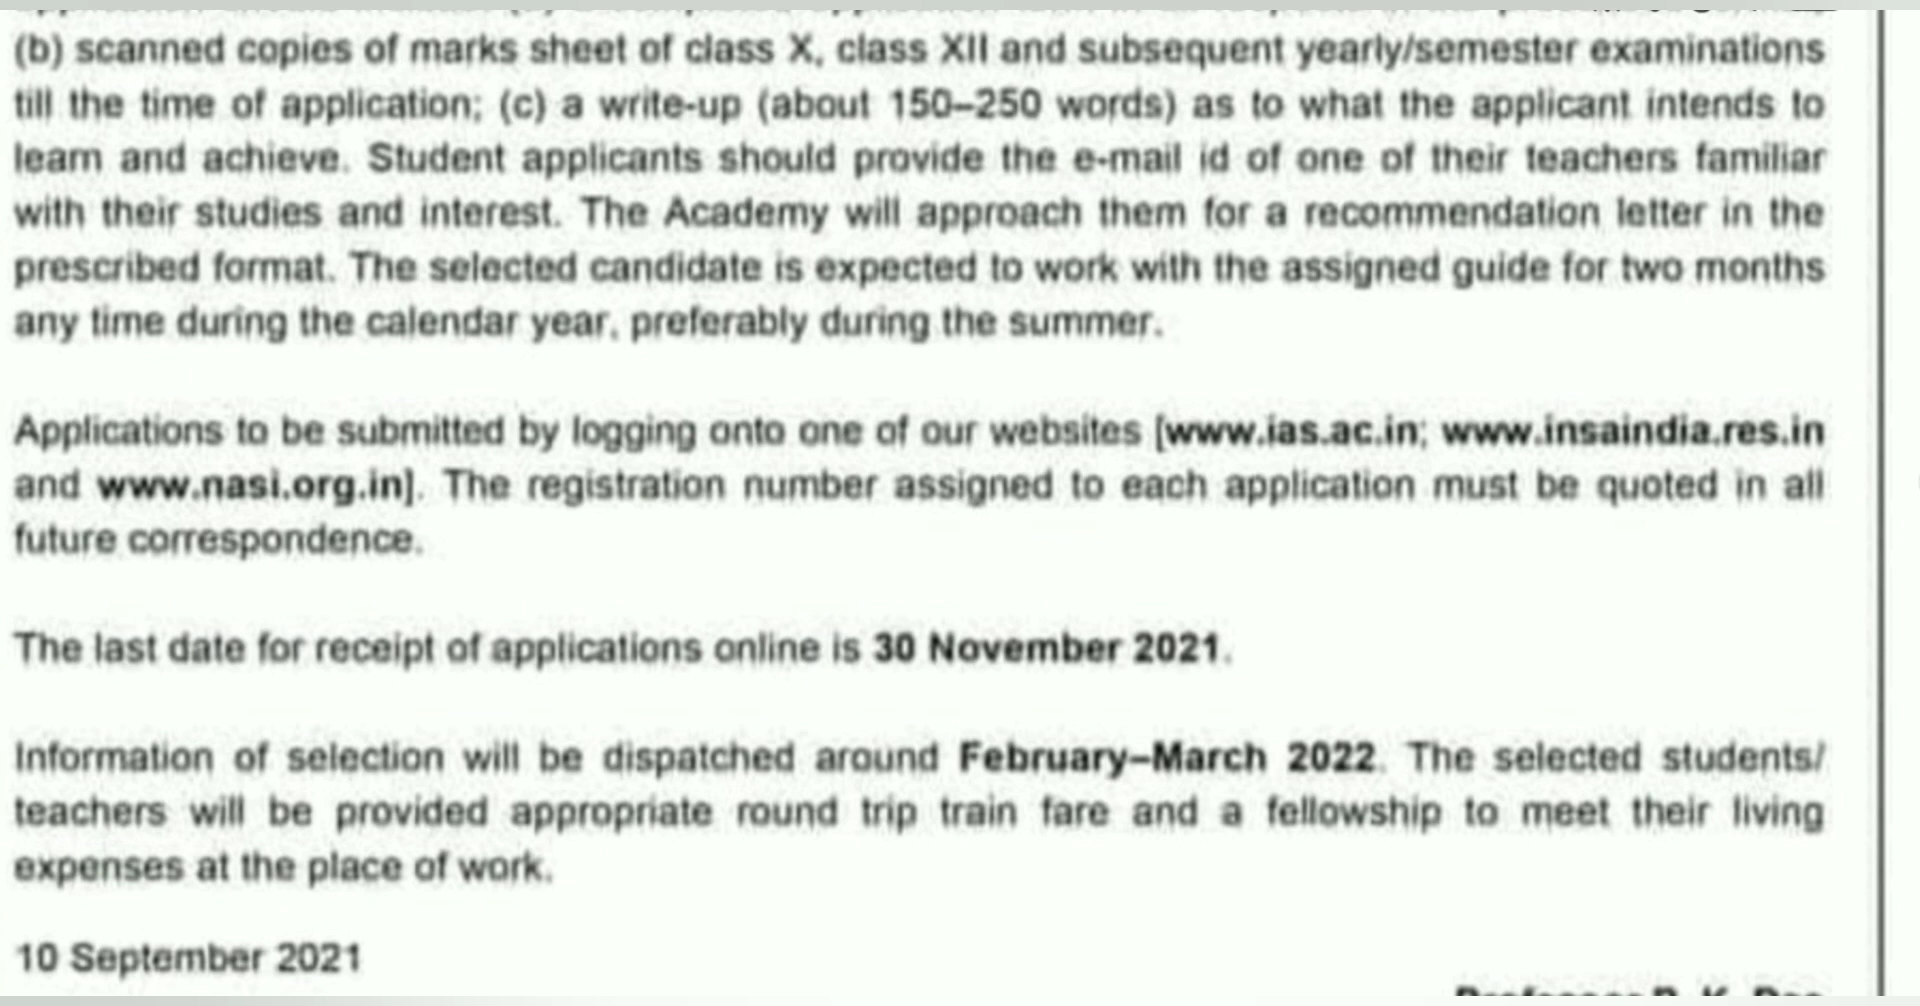 (b) scanned copies of marks sheet of class X, class XII and subsequent yearly/semester examinations
till the time of application; (c) a write-up (about 150–250 words) as to what the applicant intends to
learn and achieve. Student applicants should provide the e-mail id of one of their teachers familiar
with their studies and interest. The Academy will approach them for a recommendation letter in the
prescribed format. The selected candidate is expected to work with the assigned guide for two months
any time during the calendar year, preferably during the summer.
Applications to be submitted by logging onto one of our websites [www.ias.ac.in; www.insaindia.res.in
and www.nasi.org.in]. The registration number assigned to each application must be quoted in all
future correspondence.
The last date for receipt of applications online is 30 November 2021.
Information of selection will be dispatched around February–March 2022. The selected students/
teachers will be provided appropriate round trip train fare and a fellowship to meet their living
expenses at the place of work.
10 September 2021